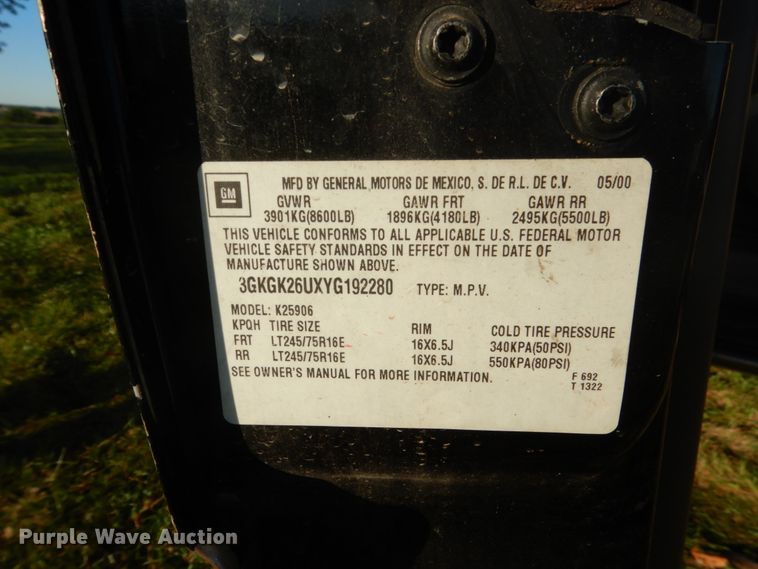 GM
MFD BY GENERAL MOTORS DE MEXICO, S. DE R.L. DE C.V. 05/00
GVWR GAWR FRT GAWR RR
3901KG(8600LB) 1896KG(4180LB) 2495KG(5500LB)
THIS VEHICLE CONFORMS TO ALL APPLICABLE U.S. FEDERAL MOTOR
VEHICLE SAFETY STANDARDS IN EFFECT ON THE DATE OF
MANUFACTURE SHOWN ABOVE.
3GKGK26UXYG192280 TYPE: M.P.V.
MODEL: K25906
KPQH TIRE SIZE RIM COLD TIRE PRESSURE
FRT LT245/75R16E 16X6.5J 340KPA(50PSI)
RR LT245/75R16E 16X6.5J 550KPA(80PSI)
SEE OWNER'S MANUAL FOR MORE INFORMATION.
F 692
T 1322
Purple Wave Auction